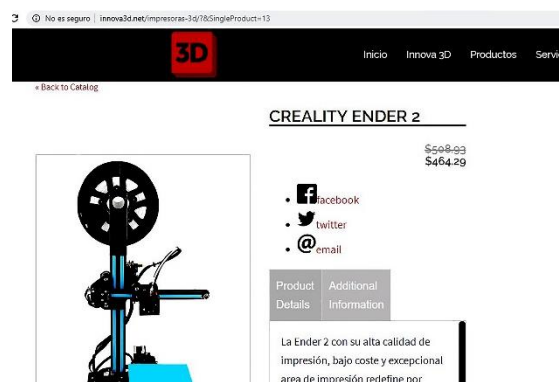 No es seguro | innova3d.net/impresoras-3d/?&SingleProduct=13
3D
Inicio Innova 3D Productos Servi
« Back to Catalog
CREALITY ENDER 2
$508.93
$464.29
facebook
twitter
@email
Product Details
Additional Information
La Ender 2 con su alta calidad de
impresión, bajo coste y excepcional
area de impresión redefine por